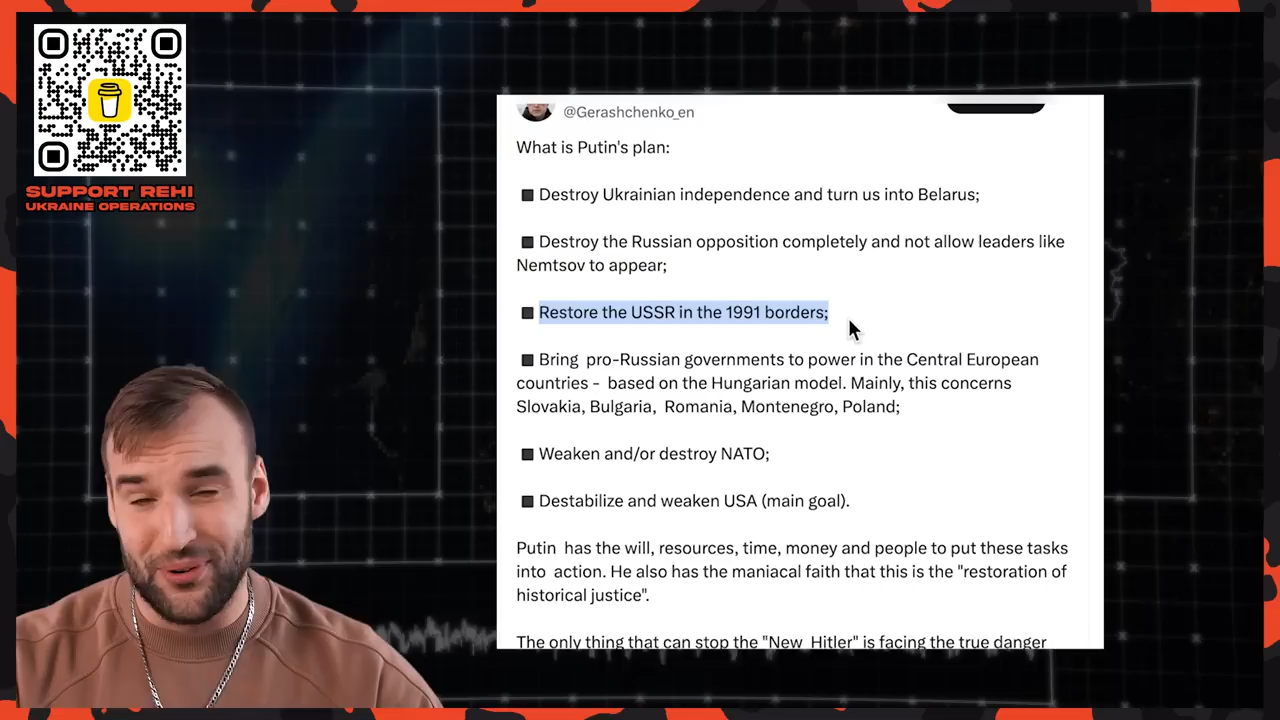 SUPPORT REHI
UKRAINE OPERATIONS
@Gerashchenko_en
What is Putin's plan:
◼ Destroy Ukrainian independence and turn us into Belarus;
◼ Destroy the Russian opposition completely and not allow leaders like
Nemtsov to appear;
◼ Restore the USSR in the 1991 borders;
◼ Bring pro-Russian governments to power in the Central European
countries - based on the Hungarian model. Mainly, this concerns
Slovakia, Bulgaria, Romania, Montenegro, Poland;
◼ Weaken and/or destroy NATO;
◼ Destabilize and weaken USA (main goal).
Putin has the will, resources, time, money and people to put these tasks
into action. He also has the maniacal faith that this is the "restoration of
historical justice".
The only thing that can stop the "New Hitler" is facing the true danger